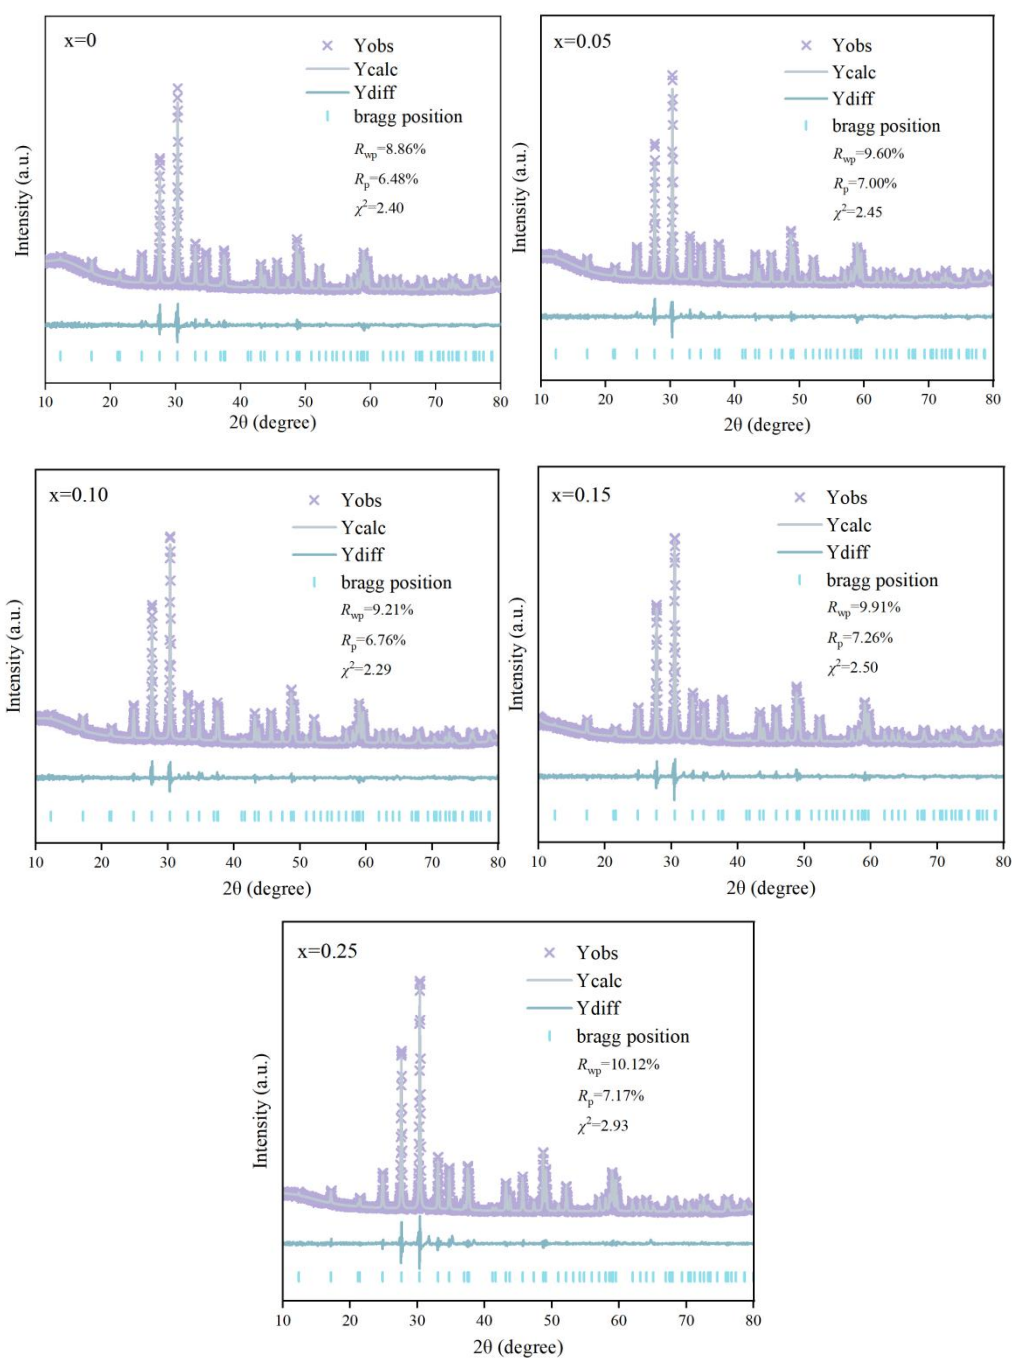 x=0
Yobs
Ycalc
Ydiff
bragg position
Rwp=8.86%
Rp=6.48%
χ²=2.40
Intensity (a.u.)
10 20 30 40 50 60 70 80
2θ (degree)
x=0.05
Yobs
Ycalc
Ydiff
bragg position
Rwp=9.60%
Rp=7.00%
χ²=2.45
Intensity (a.u.)
10 20 30 40 50 60 70 80
2θ (degree)
x=0.10
Yobs
Ycalc
Ydiff
bragg position
Rwp=9.21%
Rp=6.76%
χ²=2.29
Intensity (a.u.)
10 20 30 40 50 60 70 80
2θ (degree)
x=0.15
Yobs
Ycalc
Ydiff
bragg position
Rwp=9.91%
Rp=7.26%
χ²=2.50
Intensity (a.u.)
10 20 30 40 50 60 70 80
2θ (degree)
x=0.25
Yobs
Ycalc
Ydiff
bragg position
Rwp=10.12%
Rp=7.17%
χ²=2.93
Intensity (a.u.)
10 20 30 40 50 60 70 80
2θ (degree)